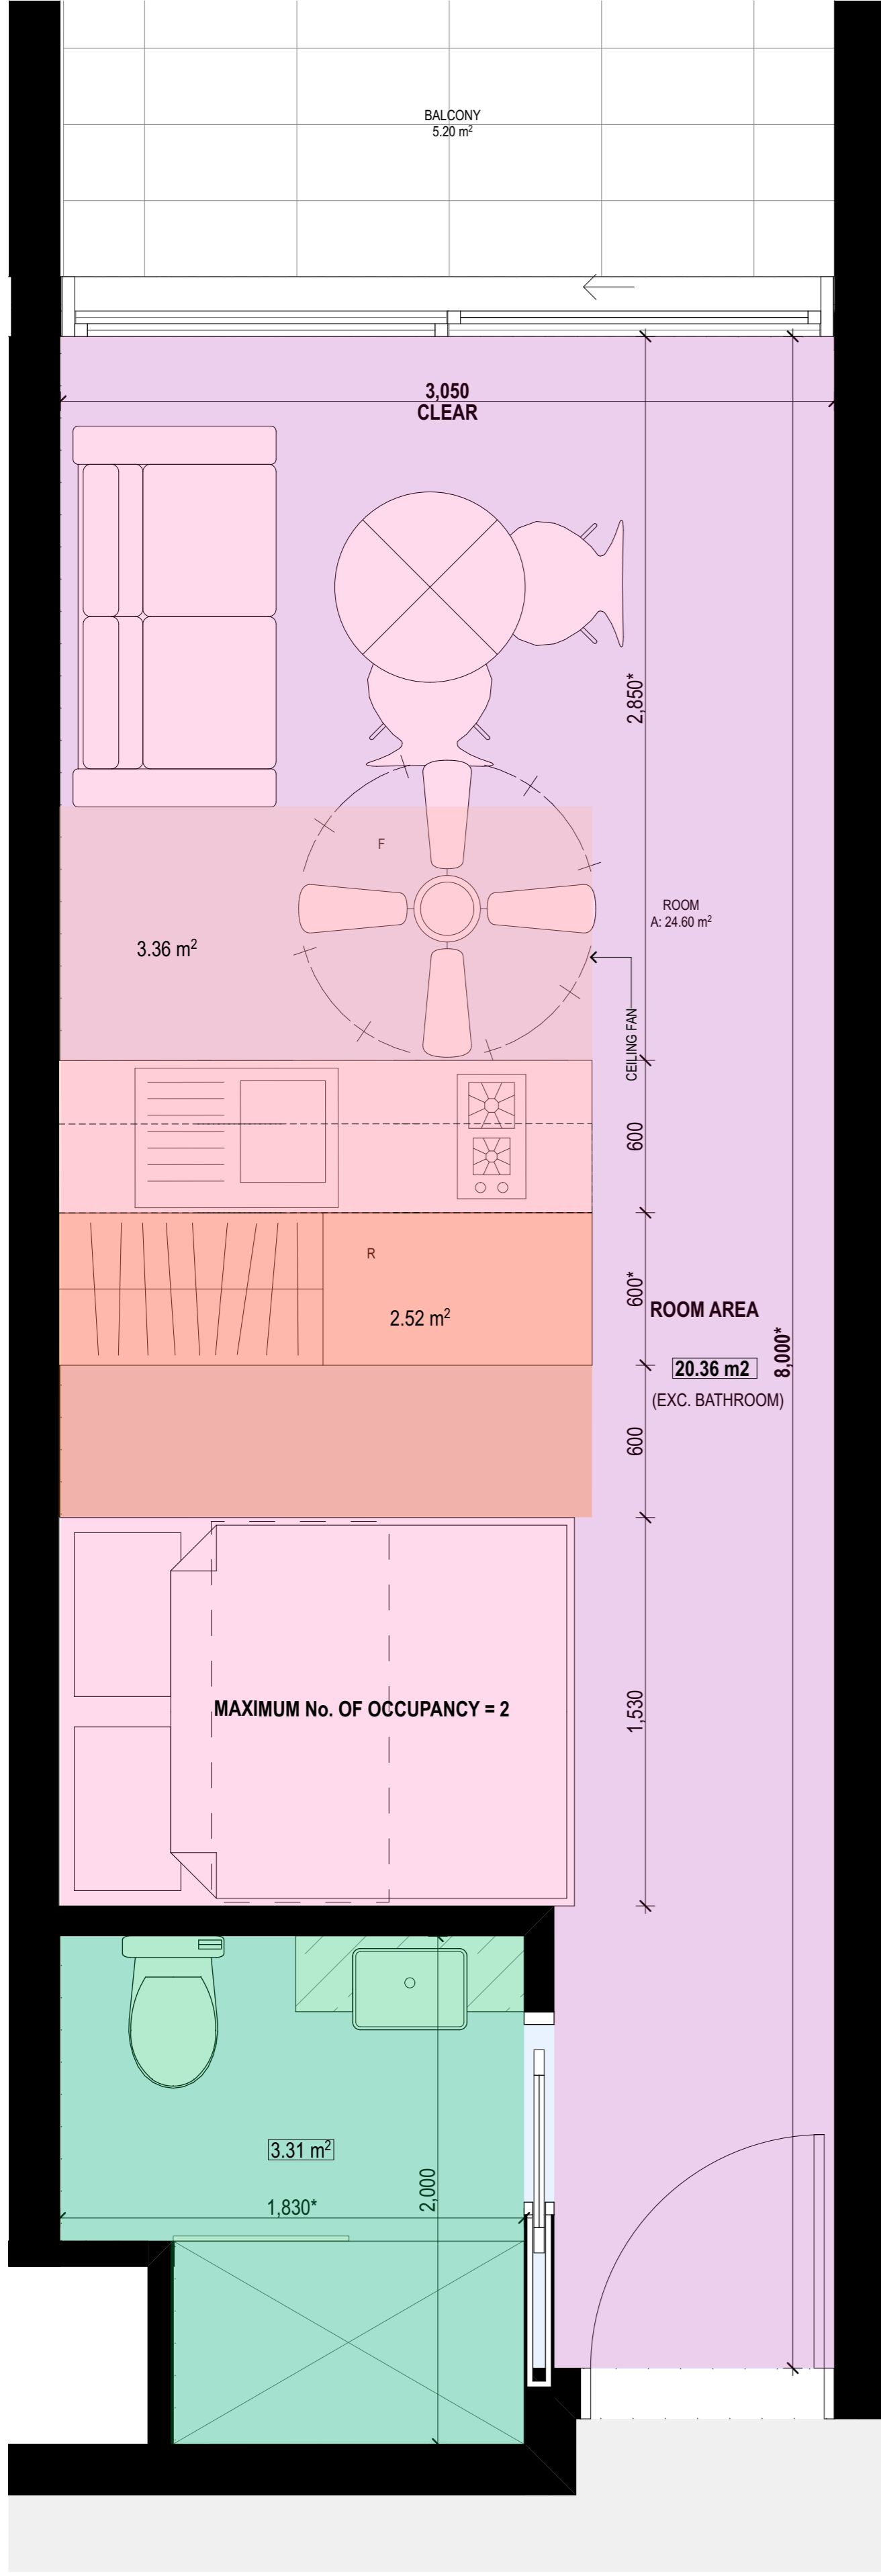 BALCONY
5.20 m²
3,050
CLEAR
2,850*
F
3.36 m²
ROOM
A: 24.60 m²
CEILING FAN
600
R
2.52 m²
600*
ROOM AREA
20.36 m2
(EXC. BATHROOM)
8,000*
600
MAXIMUM No. OF OCCUPANCY = 2
1,530
3.31 m²
2,000
1,830*